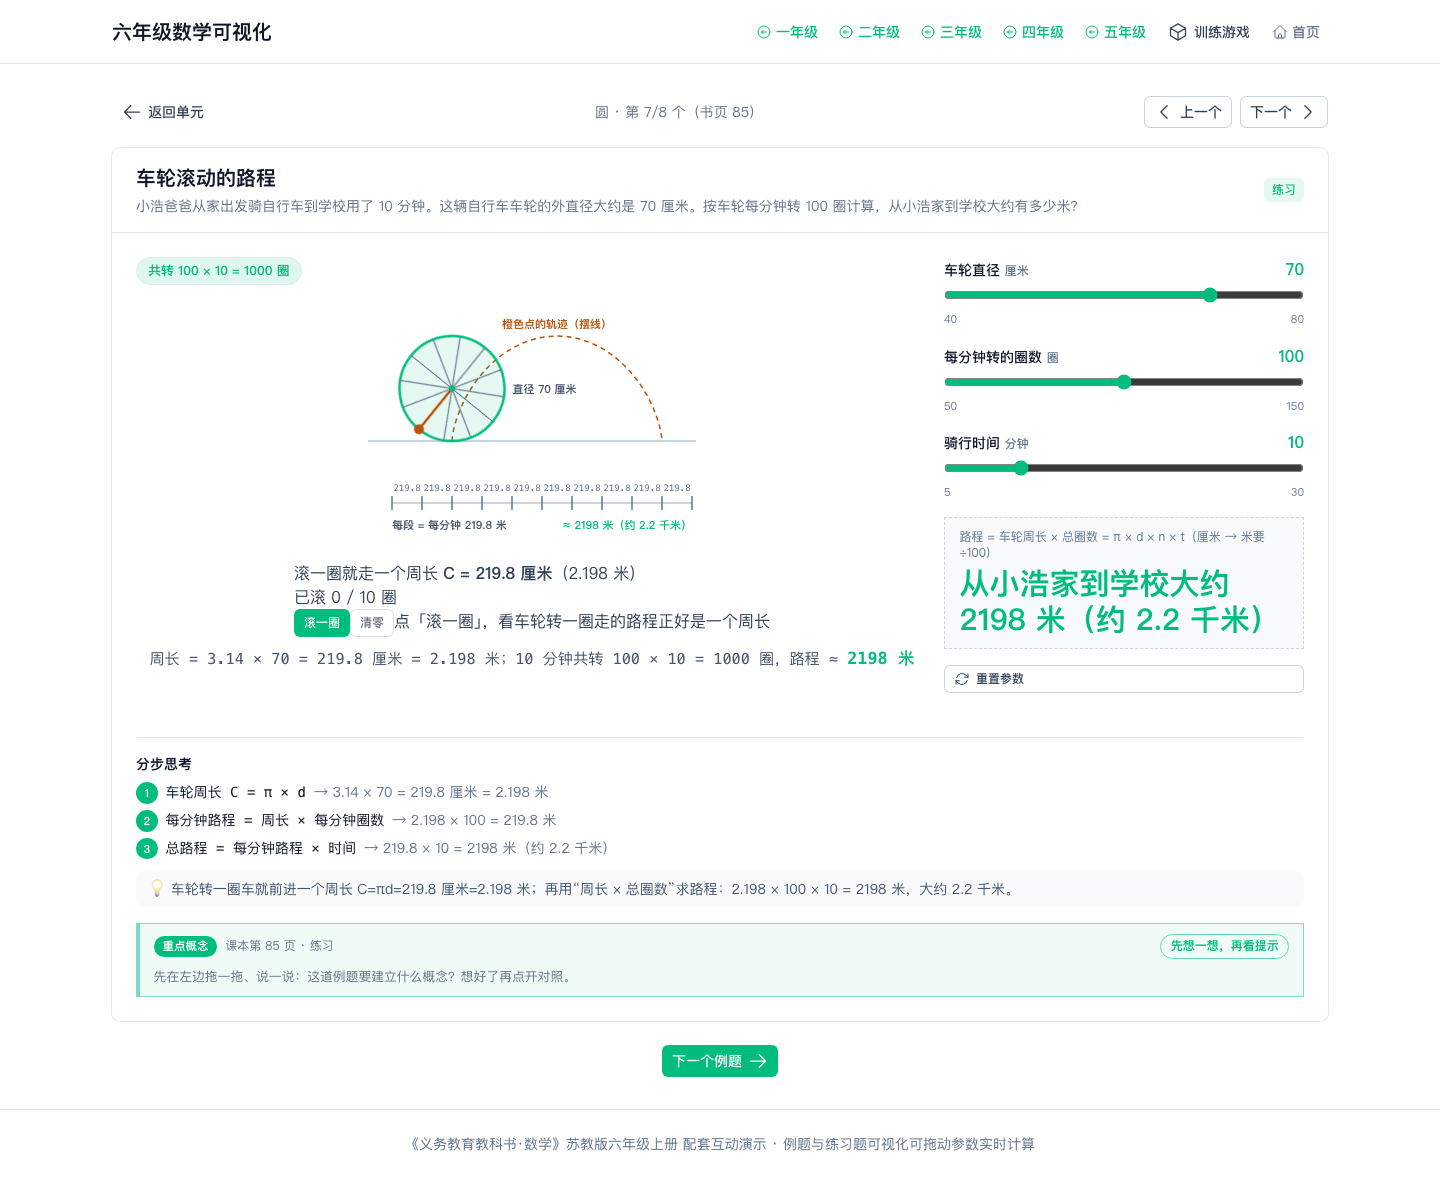 六年级数学可视化
一年级 二年级 三年级 四年级 五年级 训练游戏 首页
返回单元
圆 · 第 7/8 个（书页 85）
上一个 下一个
车轮滚动的路程
小浩爸爸从家出发骑自行车到学校用了 10 分钟。这辆自行车车轮的外直径大约是 70 厘米。按车轮每分钟转 100 圈计算，从小浩家到学校大约有多少米？
练习
共转 100 × 10 = 1000 圈
橙色点的轨迹（摆线）
直径 70 厘米
219.8 219.8 219.8 219.8 219.8 219.8 219.8 219.8 219.8 219.8
每段 = 每分钟 219.8 米
≈ 2198 米（约 2.2 千米）
滚一圈就走一个周长 C = 219.8 厘米（2.198 米）
已滚 0 / 10 圈
滚一圈 清零 点「滚一圈」，看车轮转一圈走的路程正好是一个周长
周长 = 3.14 × 70 = 219.8 厘米 = 2.198 米；10 分钟共转 100 × 10 = 1000 圈，路程 ≈ 2198 米
车轮直径 厘米 70
40 80
每分钟转的圈数 圈 100
50 150
骑行时间 分钟 10
5 30
路程 = 车轮周长 × 总圈数 = π × d × n × t（厘米 → 米要
÷100）
从小浩家到学校大约
2198 米（约 2.2 千米）
重置参数
分步思考
1 车轮周长 C = π × d → 3.14 × 70 = 219.8 厘米 = 2.198 米
2 每分钟路程 = 周长 × 每分钟圈数 → 2.198 × 100 = 219.8 米
3 总路程 = 每分钟路程 × 时间 → 219.8 × 10 = 2198 米（约 2.2 千米）
车轮转一圈车就前进一个周长 C=πd=219.8 厘米=2.198 米；再用“周长 × 总圈数”求路程：2.198 × 100 × 10 = 2198 米，大约 2.2 千米。
重点概念 课本第 85 页 · 练习
先想一想，再看提示
先在左边拖一拖、说一说：这道例题要建立什么概念？想好了再点开对照。
下一个例题
《义务教育教科书·数学》苏教版六年级上册 配套互动演示 · 例题与练习题可视化可拖动参数实时计算